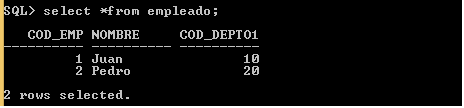 SQL> select *from empleado;
COD_EMP NOMBRE COD_DEPTO1
---------- ---------- ----------
1 Juan 10
2 Pedro 20
2 rows selected.